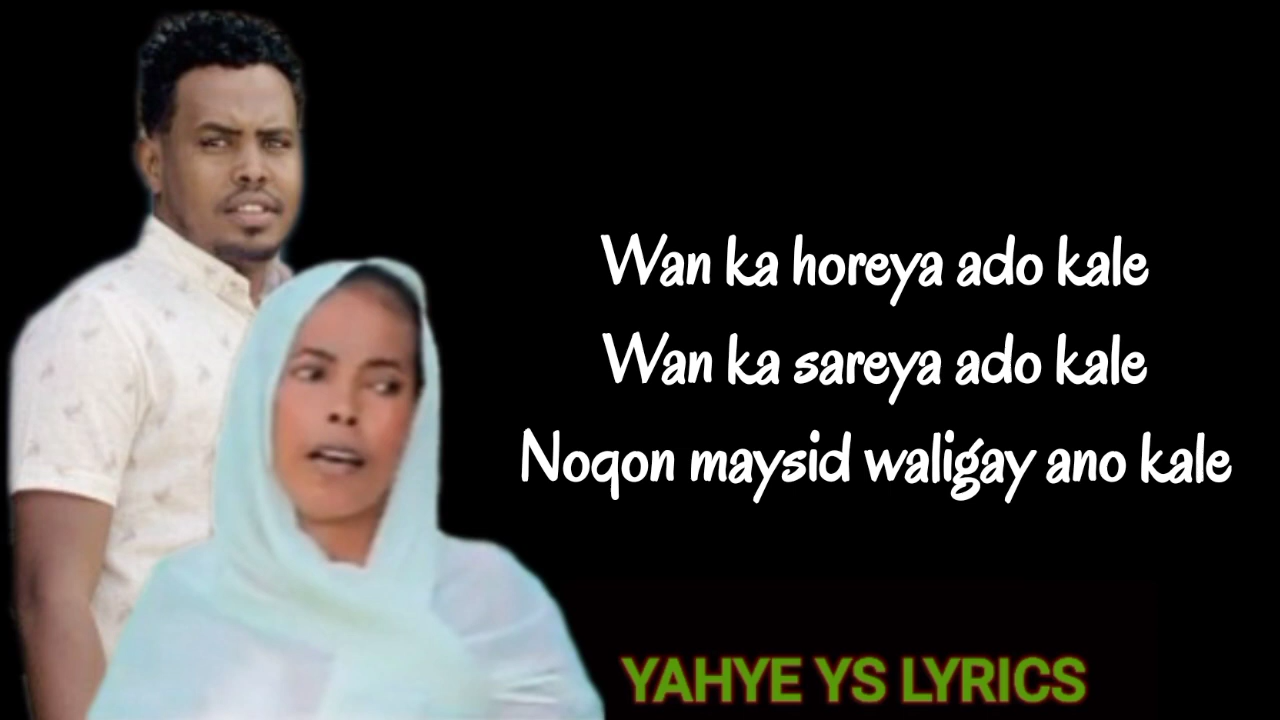 Wan ka horeya ado kale
Wan ka sareya ado kale
Noqon maysid waligay ano kale
YAHYE YS LYRICS